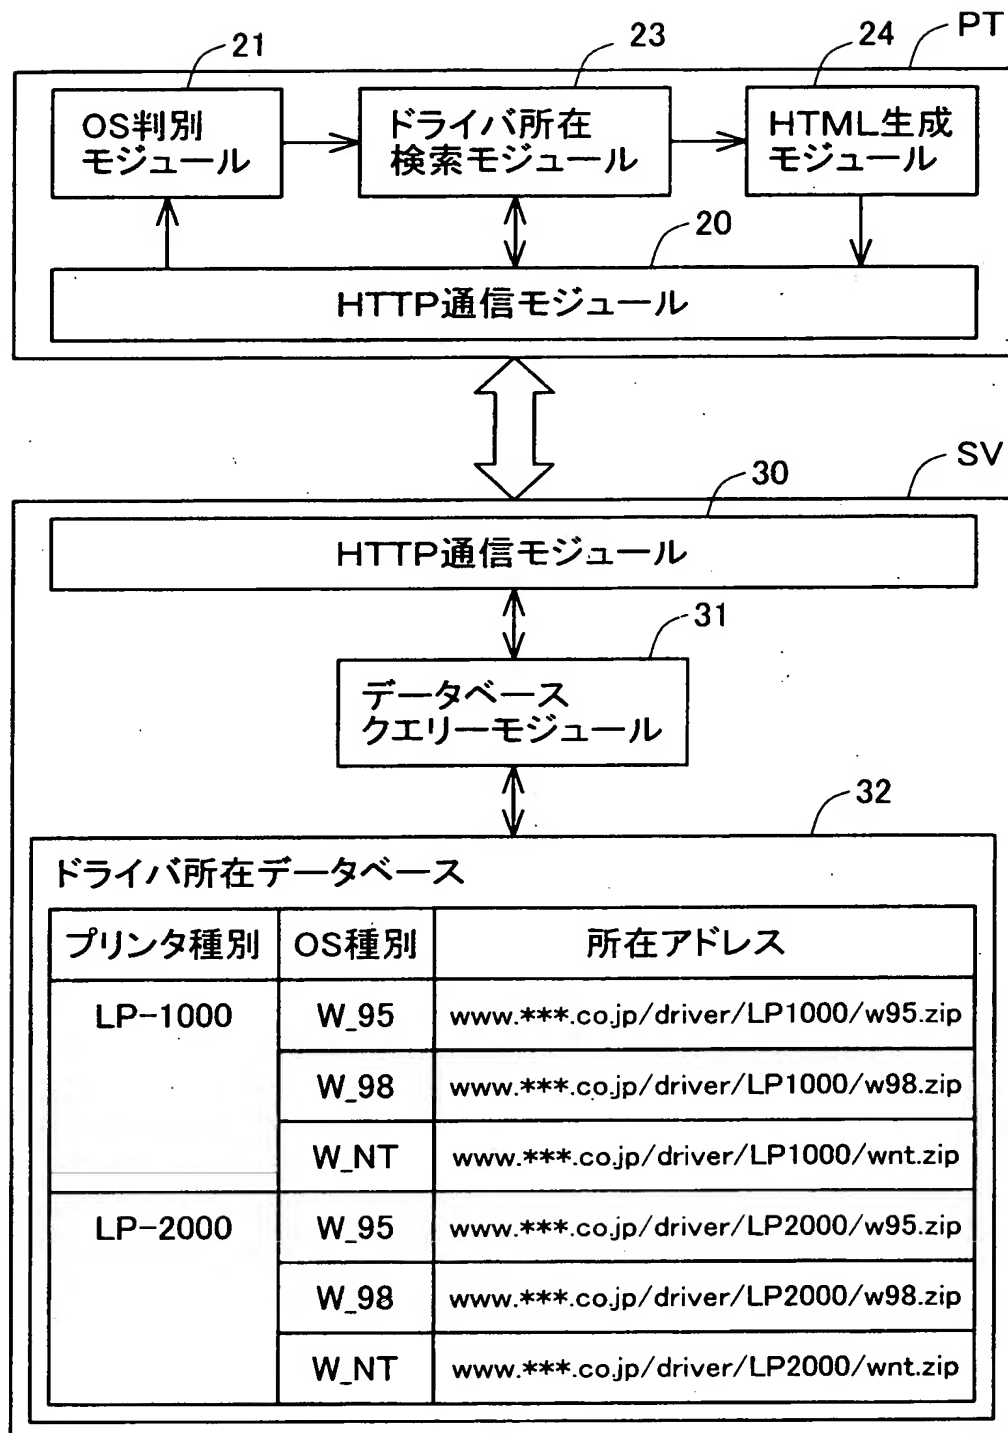 PT
21
23
24
OS判別
モジュール
ドライバ所在
検索モジュール
HTML生成
モジュール
20
HTTP通信モジュール
SV
30
HTTP通信モジュール
31
データベース
クエリーモジュール
32
ドライバ所在データベース
プリンタ種別 OS種別 所在アドレス
LP-1000 W_95 www.***.co.jp/driver/LP1000/w95.zip
W_98 www.***.co.jp/driver/LP1000/w98.zip
W_NT www.***.co.jp/driver/LP1000/wnt.zip
LP-2000 W_95 www.***.co.jp/driver/LP2000/w95.zip
W_98 www.***.co.jp/driver/LP2000/w98.zip
W_NT www.***.co.jp/driver/LP2000/wnt.zip